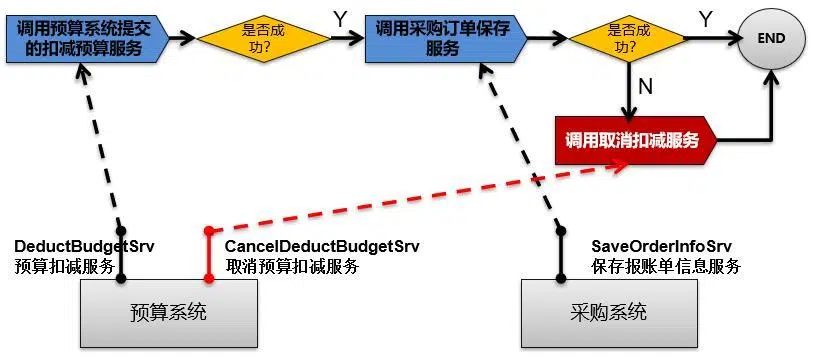 调用预算系统提交
的扣减预算服务
是否成
功?
Y
调用采购订单保存
服务
是否成
功?
Y
END
N
调用取消扣减服务
DeductBudgetSrv
预算扣减服务
CancelDeductBudgetSrv
取消预算扣减服务
SaveOrderInfoSrv
保存报账单信息服务
预算系统
采购系统